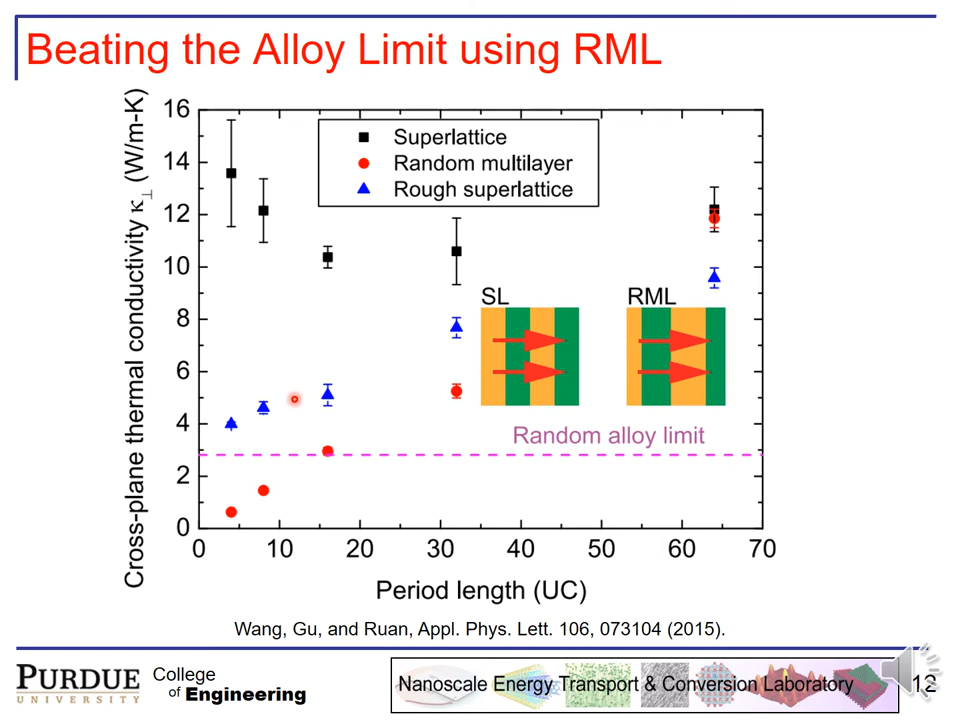 Beating the Alloy Limit using RML
Cross-plane thermal conductivity κ⊥ (W/m-K)
16
14
12
10
8
6
4
2
0
Superlattice
Random multilayer
Rough superlattice
SL
RML
Random alloy limit
0 10 20 30 40 50 60 70
Period length (UC)
Wang, Gu, and Ruan, Appl. Phys. Lett. 106, 073104 (2015).
PURDUE
UNIVERSITY
College
of Engineering
Nanoscale Energy Transport & Conversion Laboratory
12